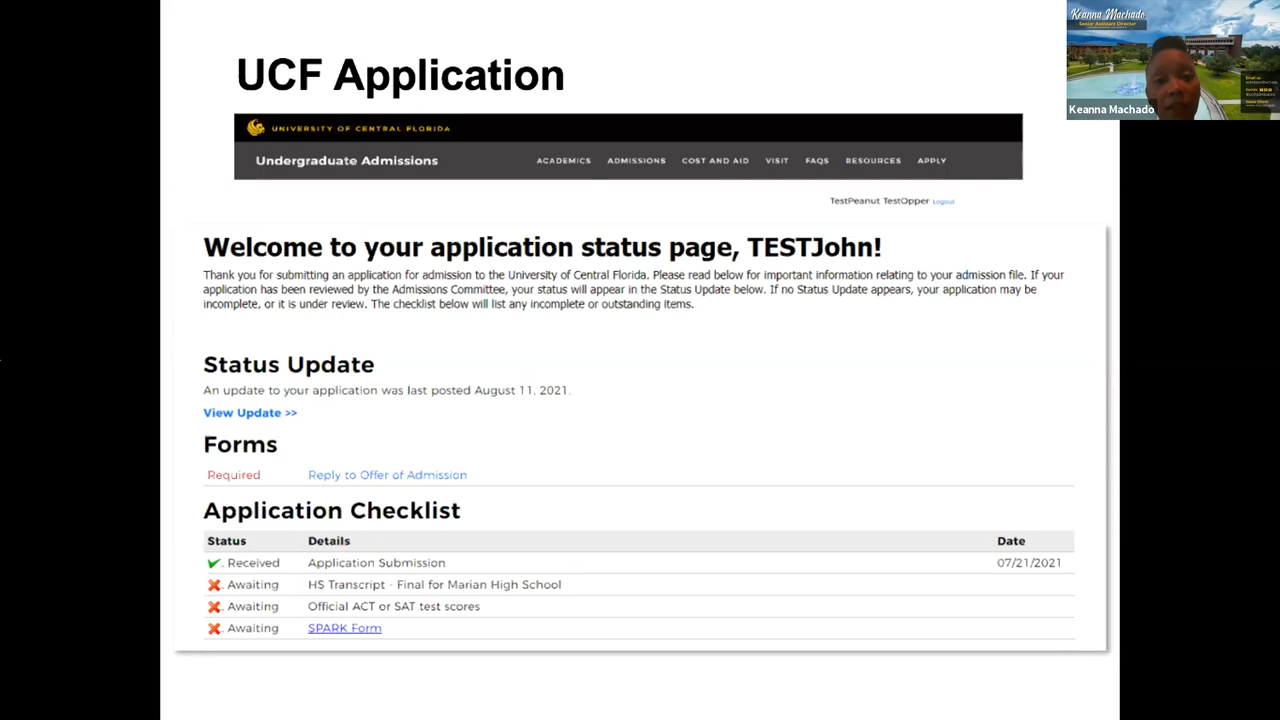 Keanna Machado
Senior Assistant Director
Keanna Machado
UCF Application
UNIVERSITY OF CENTRAL FLORIDA
Undergraduate Admissions
ACADEMICS ADMISSIONS COST AND AID VISIT FAQS RESOURCES APPLY
TestPeanut TestOpper Logout
Welcome to your application status page, TESTJohn!
Thank you for submitting an application for admission to the University of Central Florida. Please read below for important information relating to your admission file. If your
application has been reviewed by the Admissions Committee, your status will appear in the Status Update below. If no Status Update appears, your application may be
incomplete, or it is under review. The checklist below will list any incomplete or outstanding items.
Status Update
An update to your application was last posted August 11, 2021.
View Update >>
Forms
Required Reply to Offer of Admission
Application Checklist
Status Details Date
Received Application Submission 07/21/2021
Awaiting HS Transcript - Final for Marian High School
Awaiting Official ACT or SAT test scores
Awaiting SPARK Form